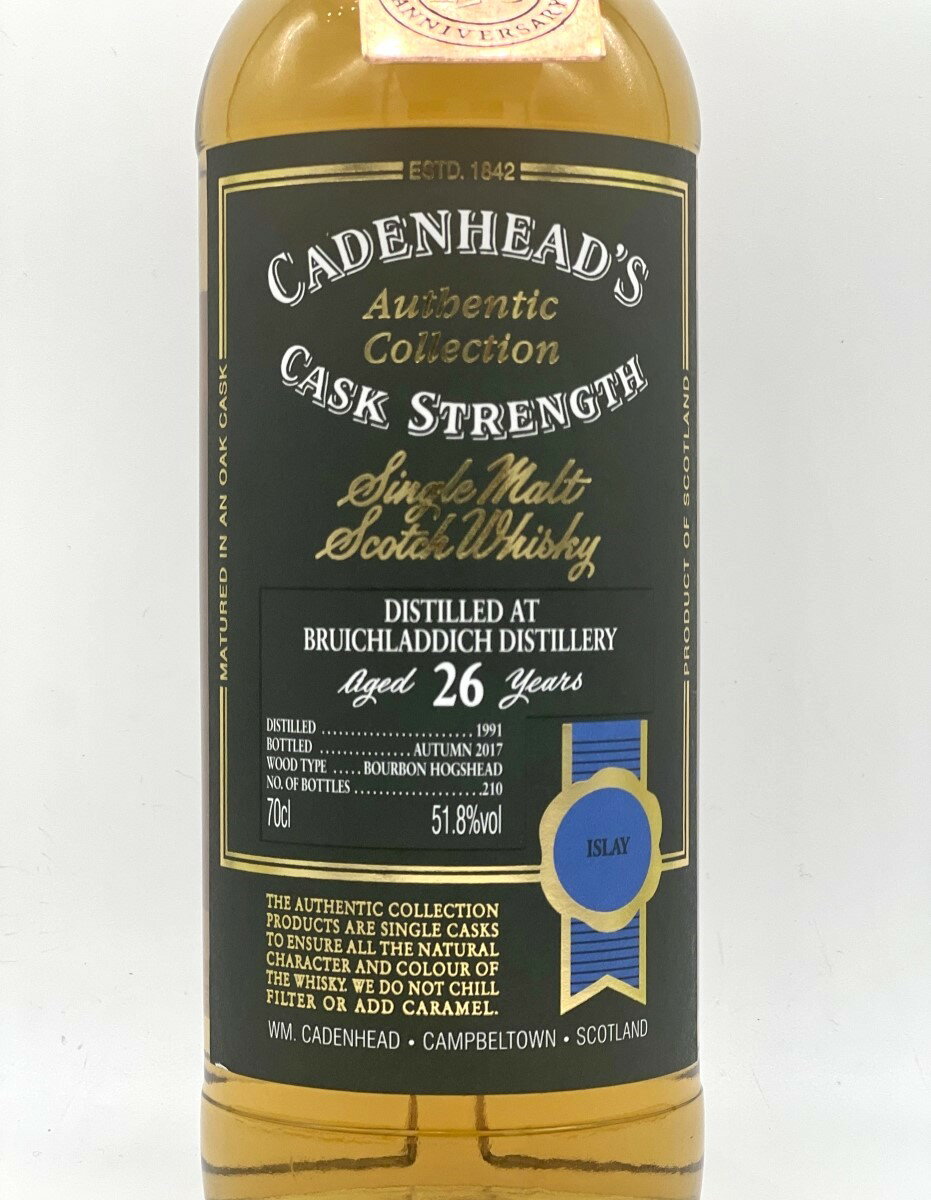 ANNIVERSARY
ESTD. 1842
CADENHEAD'S
Authentic
Collection
CASK STRENGTH
Single Malt
Scotch Whisky
MATURED IN AN OAK CASK
PRODUCT OF SCOTLAND
DISTILLED AT
BRUICHLADDICH DISTILLERY
Aged 26 Years
DISTILLED ........................ 1991
BOTTLED ............... AUTUMN 2017
WOOD TYPE ..... BOURBON HOGSHEAD
NO. OF BOTTLES .....................210
70cl 51.8%vol
ISLAY
THE AUTHENTIC COLLECTION
PRODUCTS ARE SINGLE CASKS
TO ENSURE ALL THE NATURAL
CHARACTER AND COLOUR OF
THE WHISKY. WE DO NOT CHILL
FILTER OR ADD CARAMEL.
WM. CADENHEAD • CAMPBELTOWN • SCOTLAND